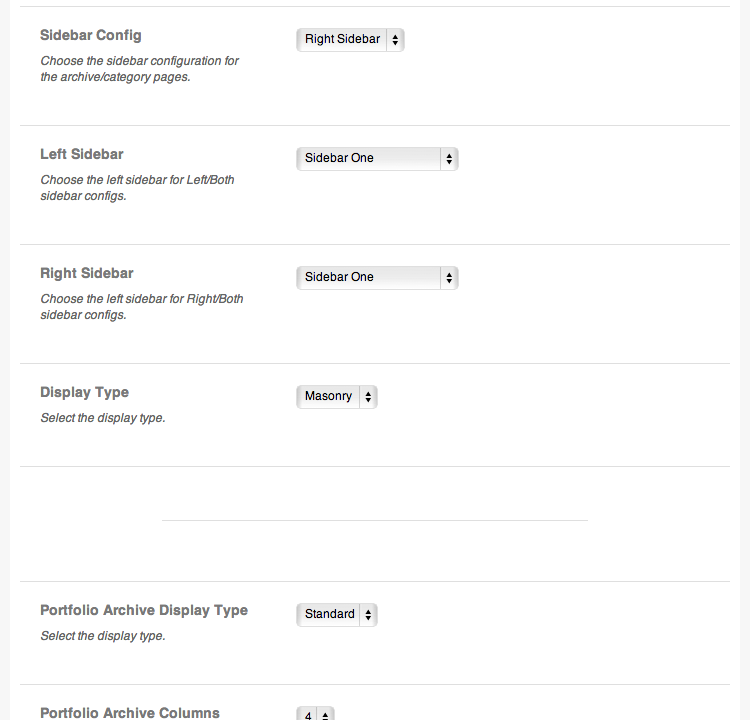 Sidebar Config
Right Sidebar
Choose the sidebar configuration for
the archive/category pages.
Left Sidebar
Sidebar One
Choose the left sidebar for Left/Both
sidebar configs.
Right Sidebar
Sidebar One
Choose the left sidebar for Right/Both
sidebar configs.
Display Type
Masonry
Select the display type.
Portfolio Archive Display Type
Standard
Select the display type.
Portfolio Archive Columns
4